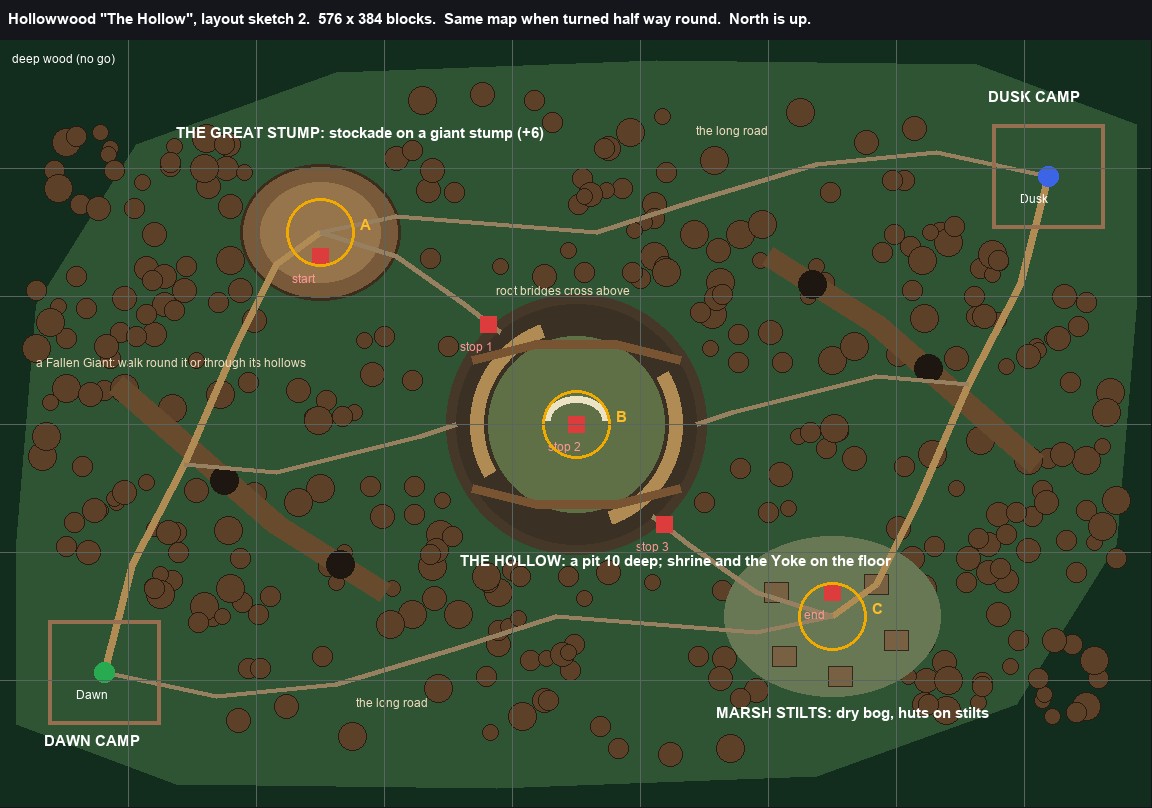 Hollowwood "The Hollow", layout sketch 2. 576 x 384 blocks. Same map when turned half way round. North is up.
deep wood (no go)
DUSK CAMP
THE GREAT STUMP: stockade on a giant stump (+6)
the long road
Dusk
A
start
root bridges cross above
stop 1
a Fallen Giant: walk round it or through its hollows
B
stop 2
stop 3
THE HOLLOW: a pit 10 deep; shrine and the Yoke on the floor
C
end
Dawn
the long road
MARSH STILTS: dry bog, huts on stilts
DAWN CAMP